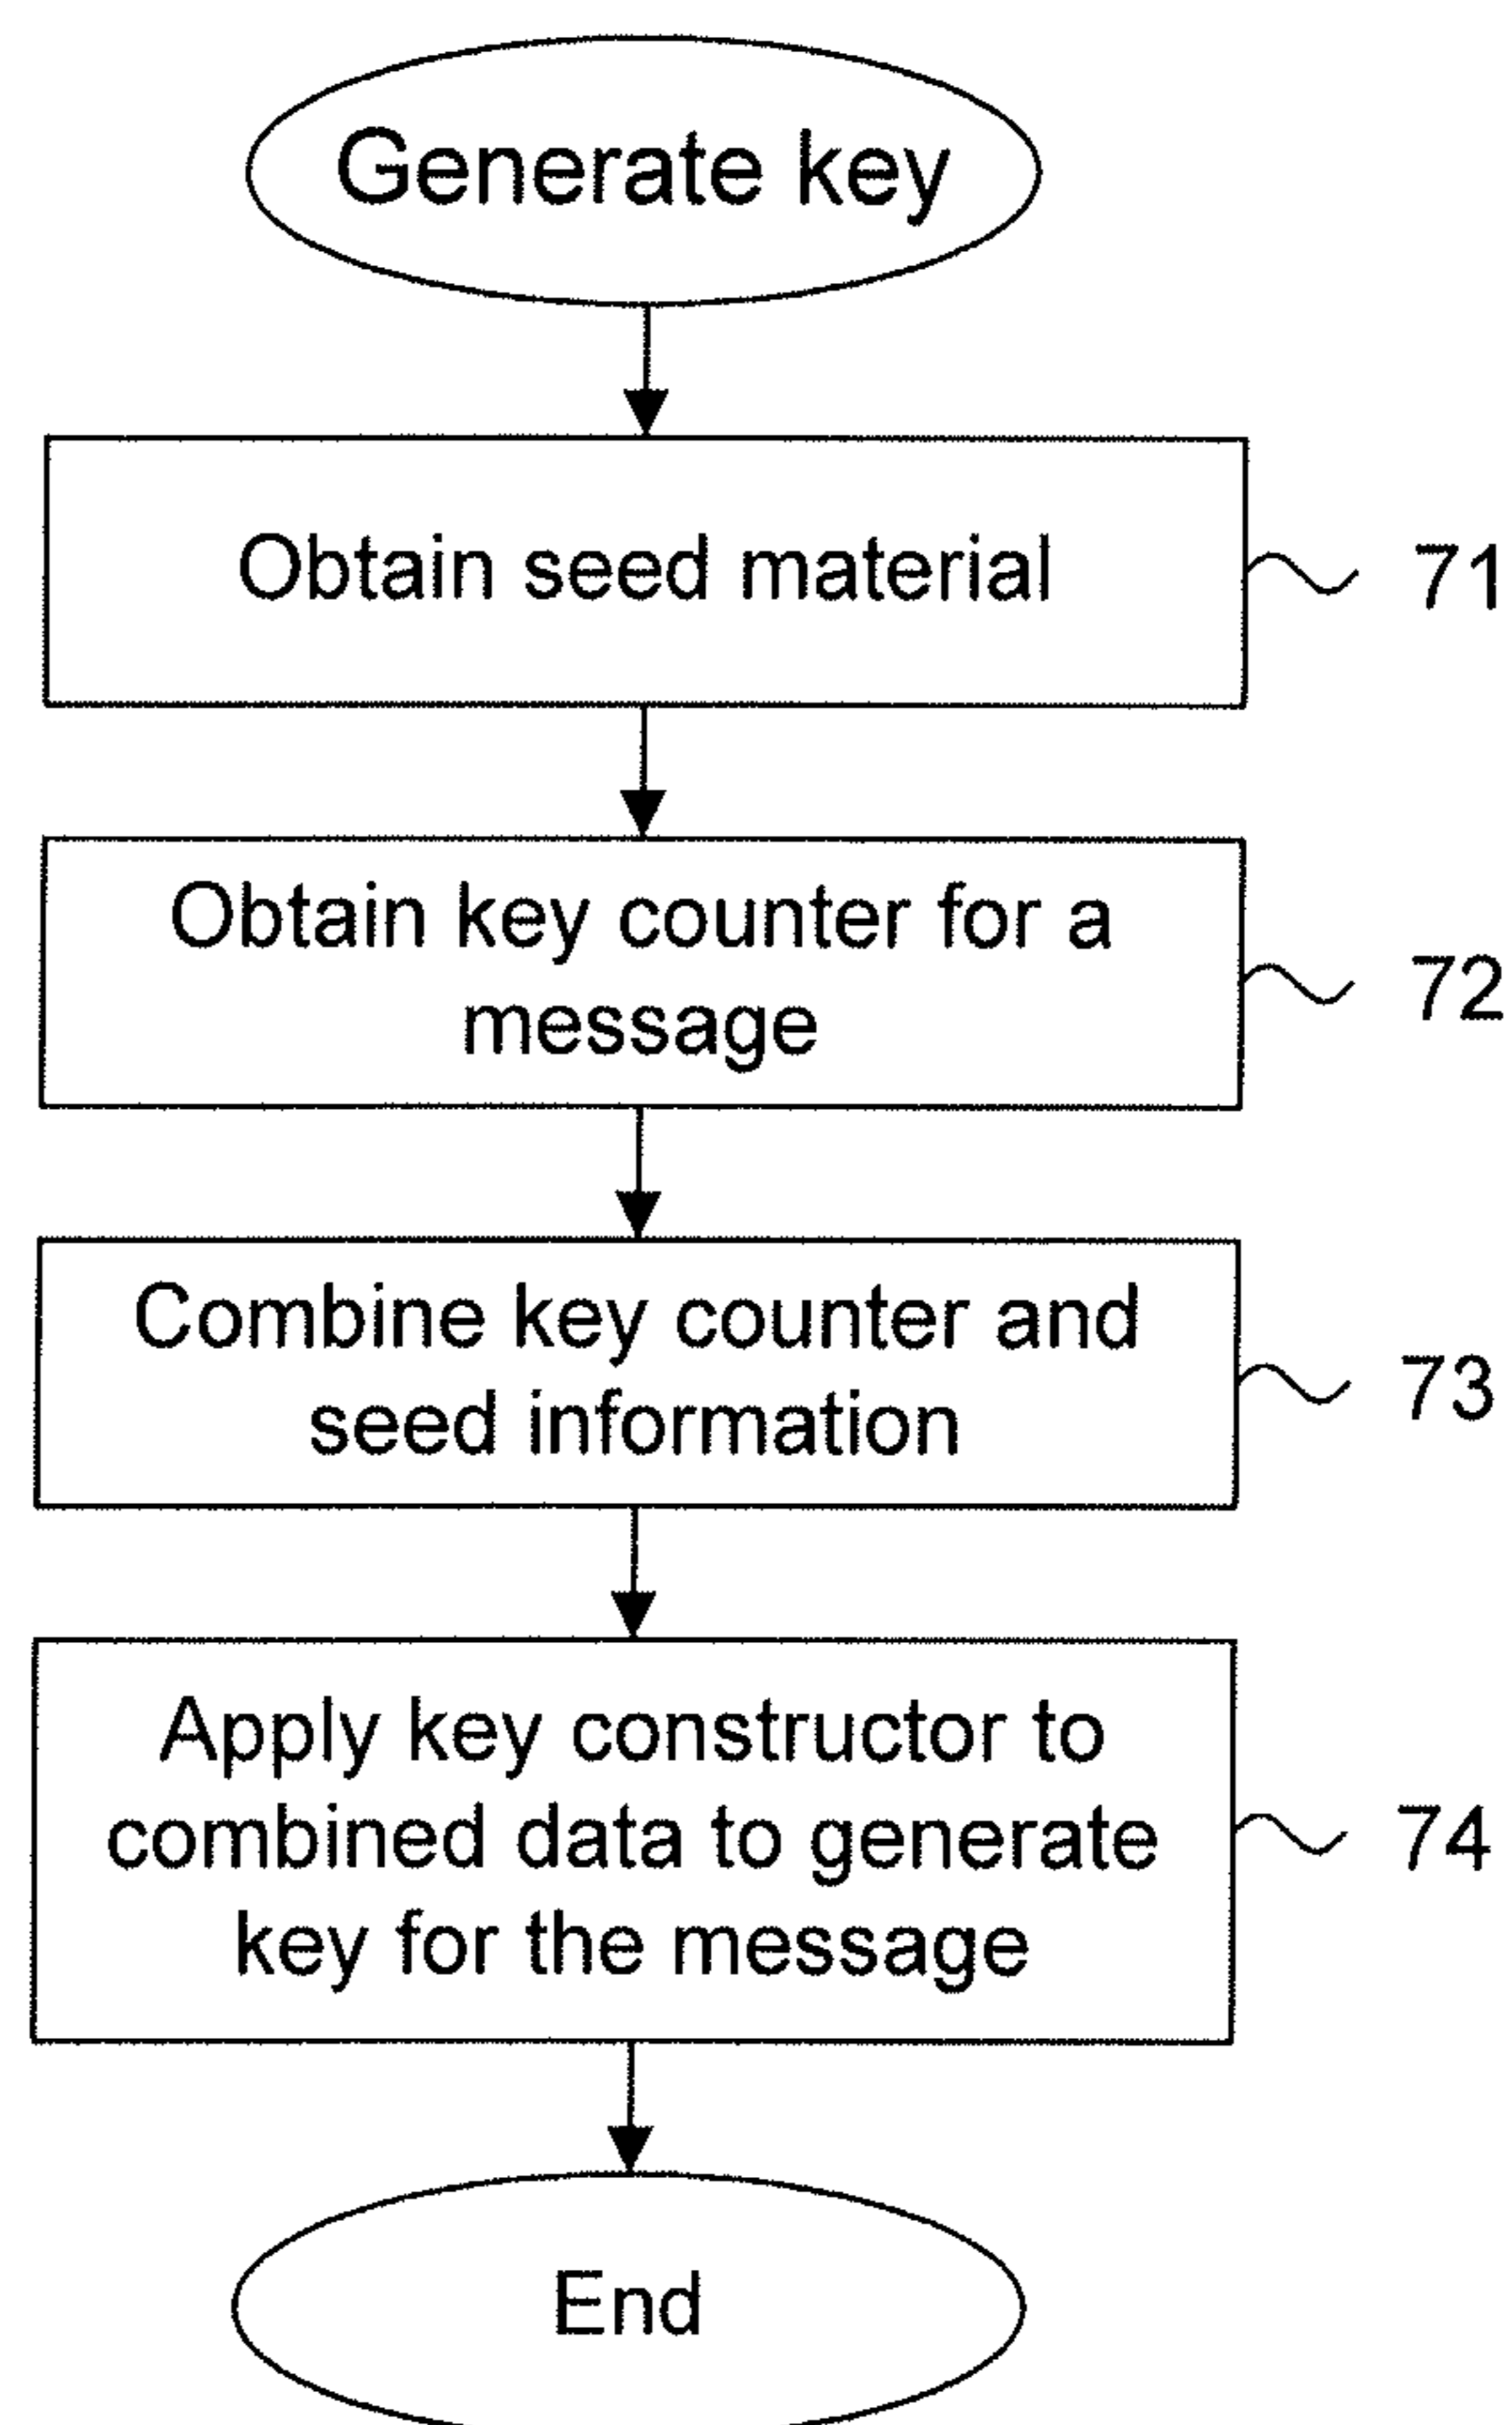 Generate key
Obtain seed material
71
Obtain key counter for a
message
72
Combine key counter and
seed information
73
Apply key constructor to
combined data to generate
key for the message
74
End